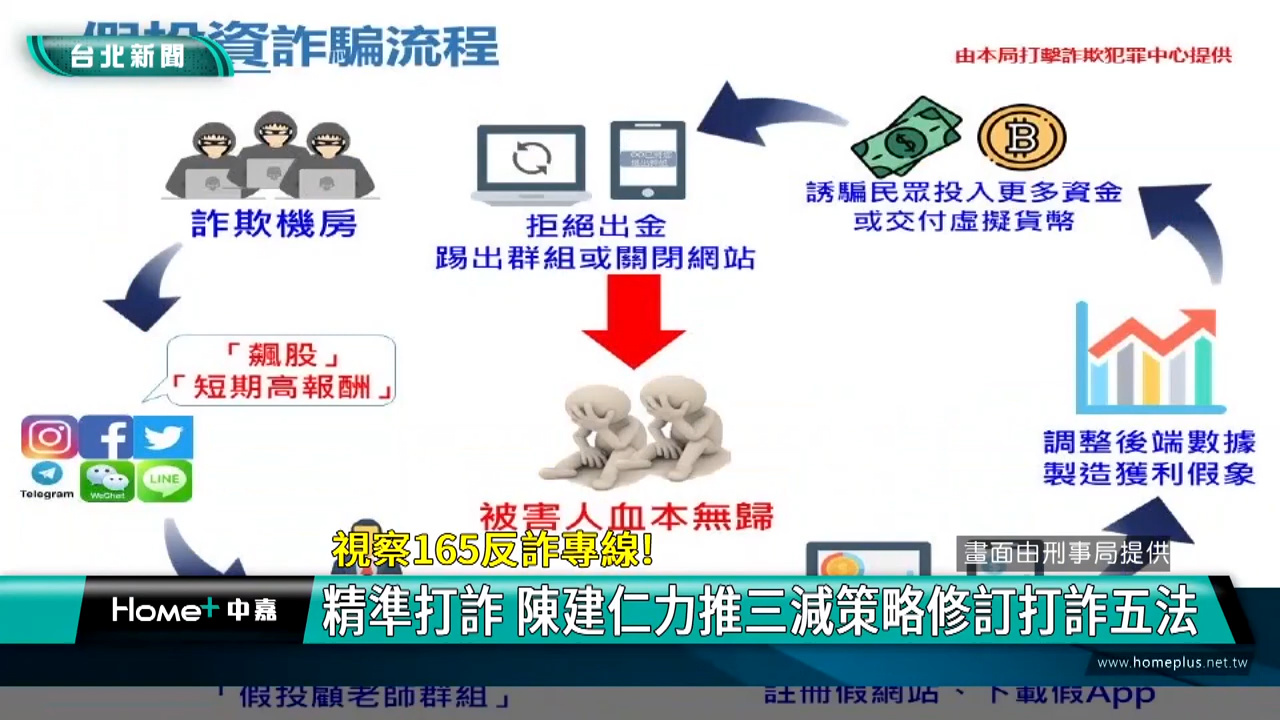 假投資詐騙流程
台北新聞
由本局打擊詐欺犯罪中心提供
詐欺機房
拒絕出金
踢出群組或關閉網站
誘騙民眾投入更多資金
或交付虛擬貨幣
「飆股」
「短期高報酬」
Telegram
WeChat
LINE
調整後端數據
製造獲利假象
被害人血本無歸
視察165反詐專線!
畫面由刑事局提供
Home+中嘉
精準打詐 陳建仁力推三減策略修訂打詐五法
www.homeplus.net.tw
「假投顧老師群組」
註冊假網站、下載假App